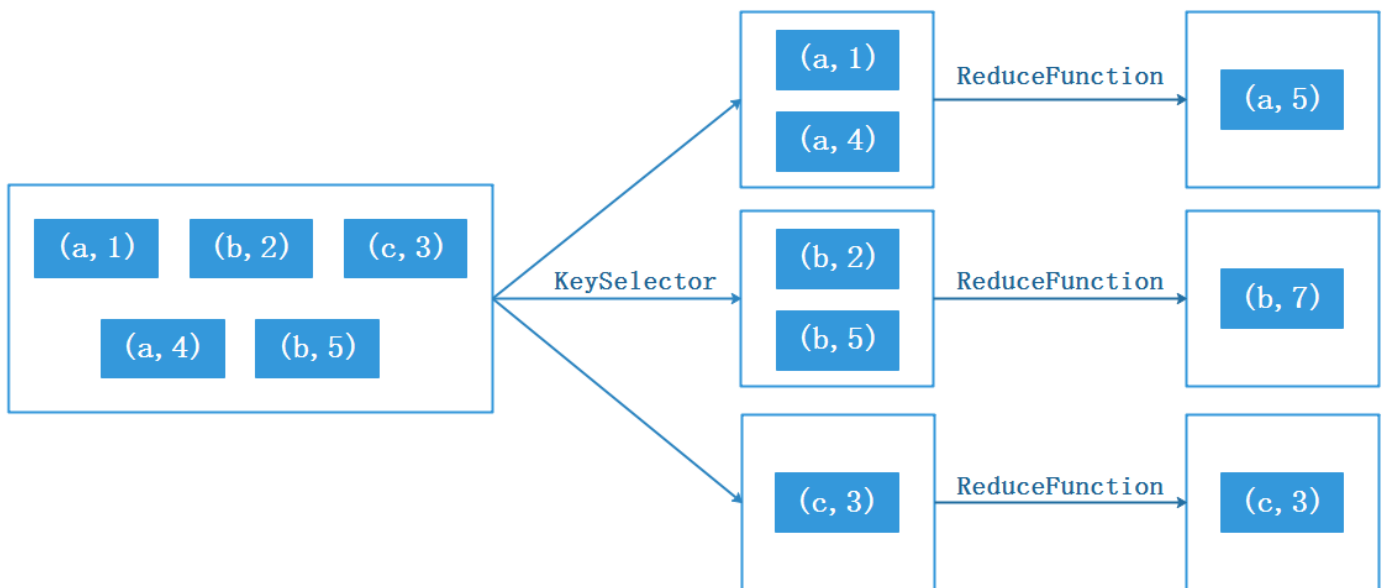 (a, 1) (b, 2) (c, 3)
(a, 4) (b, 5)
KeySelector
(a, 1)
(a, 4)
ReduceFunction
(a, 5)
(b, 2)
(b, 5)
ReduceFunction
(b, 7)
(c, 3)
ReduceFunction
(c, 3)